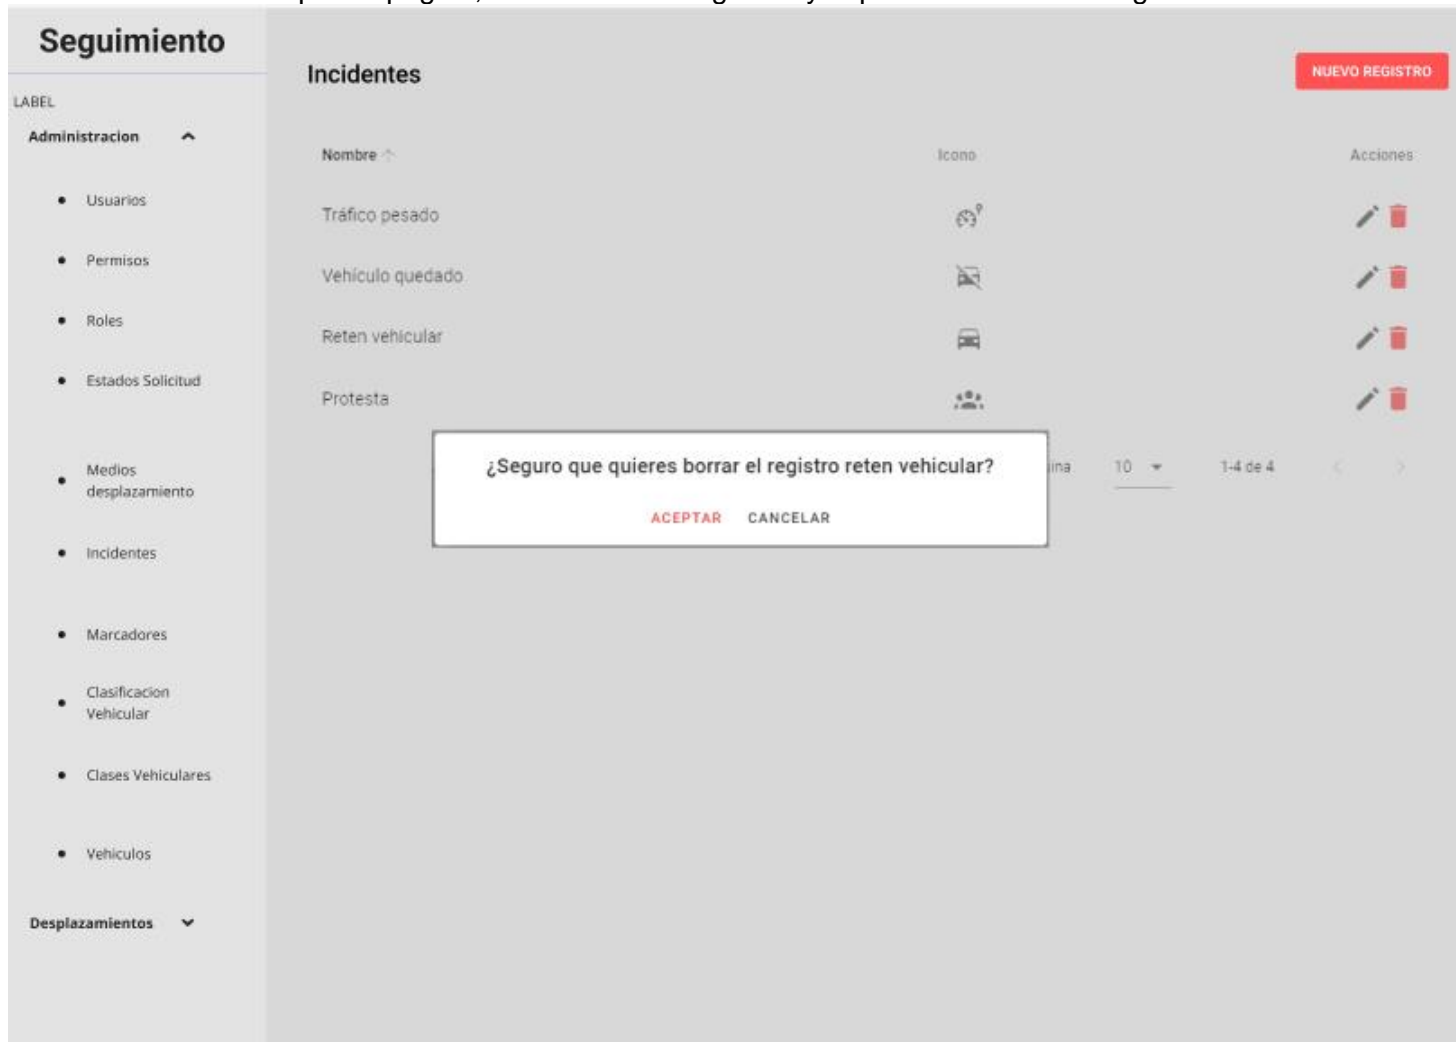 Seguimiento
LABEL
Administracion
Usuarios
Permisos
Roles
Estados Solicitud
Medios
desplazamiento
Incidentes
Marcadores
Clasificacion
Vehicular
Clases Vehiculares
Vehiculos
Desplazamientos
Incidentes
NUEVO REGISTRO
Nombre Icono Acciones
Tráfico pesado
Vehículo quedado
Reten vehicular
Protesta
ina 10 1-4 de 4
¿Seguro que quieres borrar el registro reten vehicular?
ACEPTAR CANCELAR